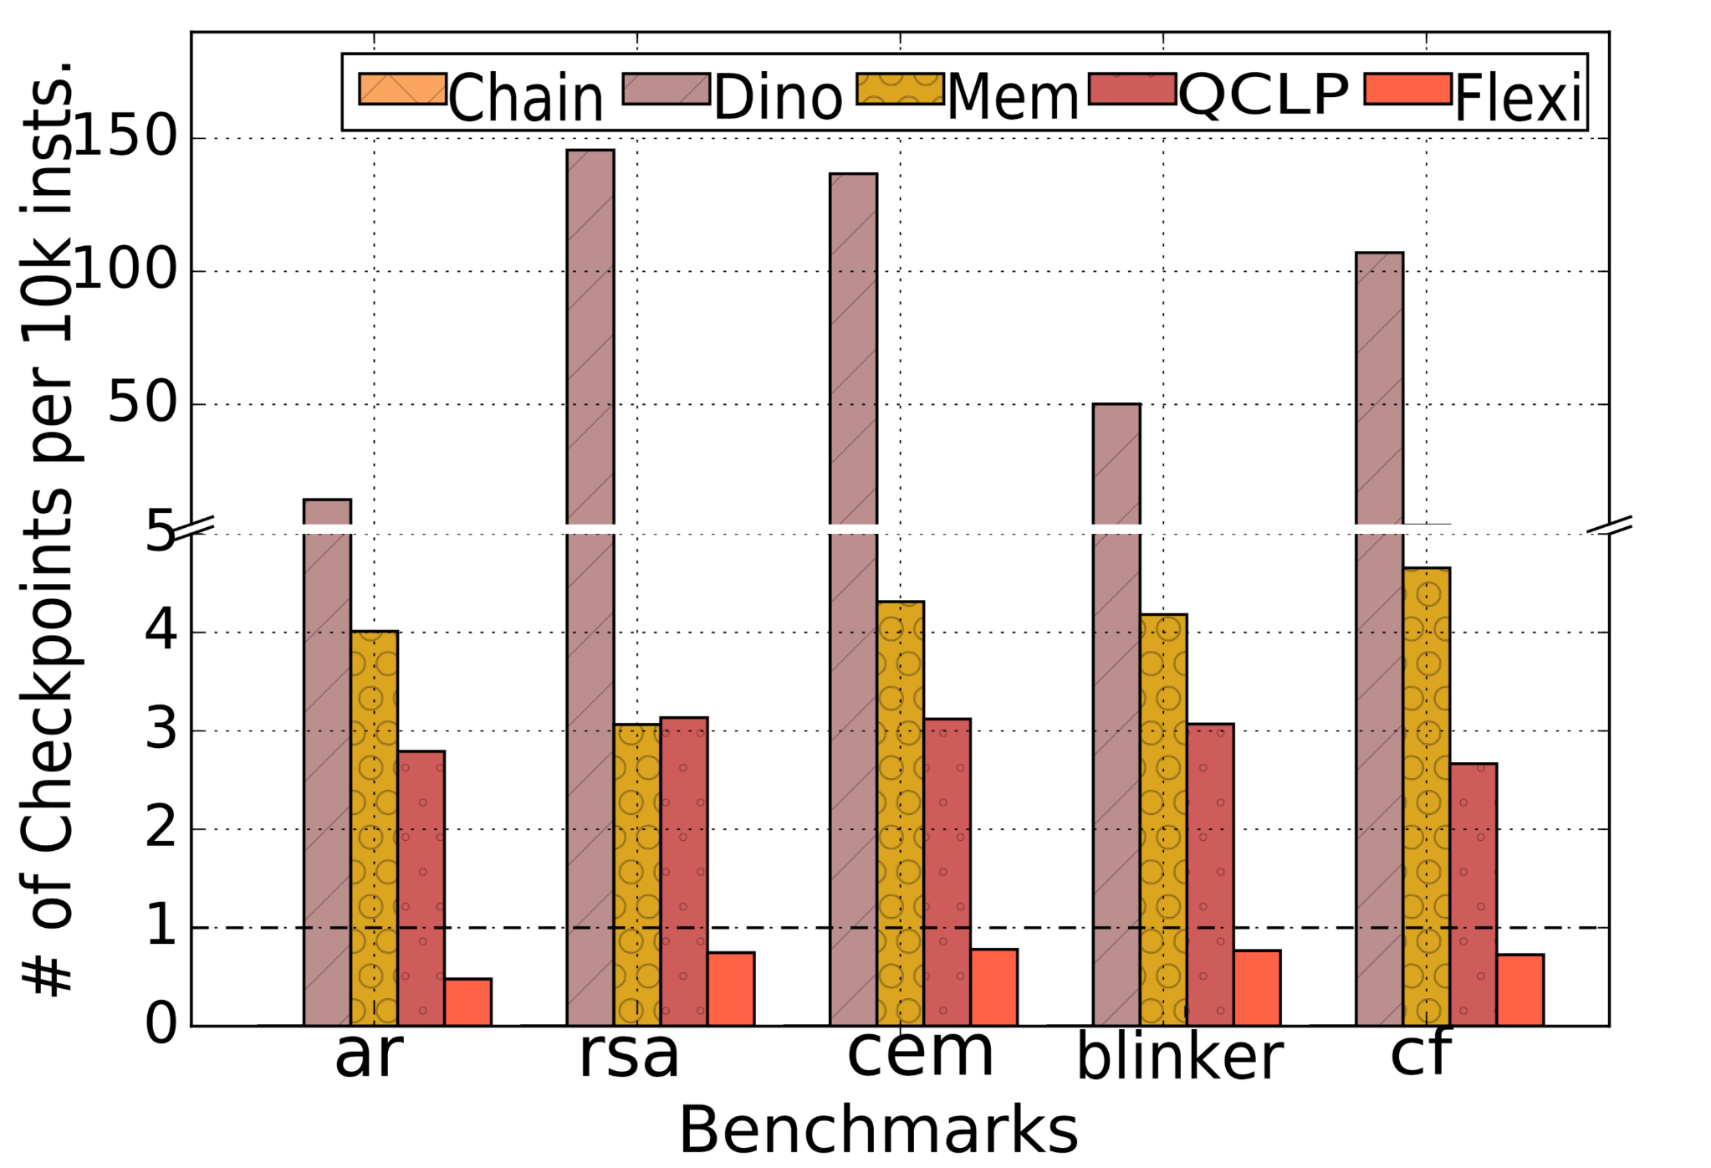 # of Checkpoints per 10k insts.
Chain Dino Mem QCLP Flexi
150
100
50
5
5
4
3
2
1
0
ar rsa cem blinker cf
Benchmarks